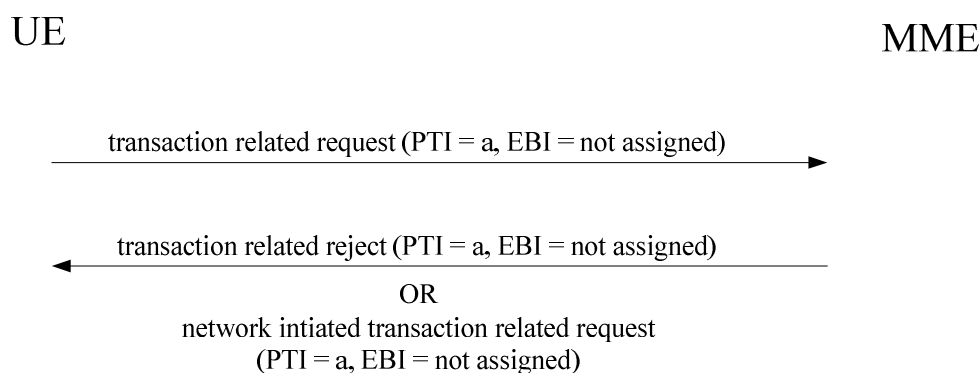 UE
MME
transaction related request (PTI = a, EBI = not assigned)
transaction related reject (PTI = a, EBI = not assigned)
OR
network intiated transaction related request
(PTI = a, EBI = not assigned)